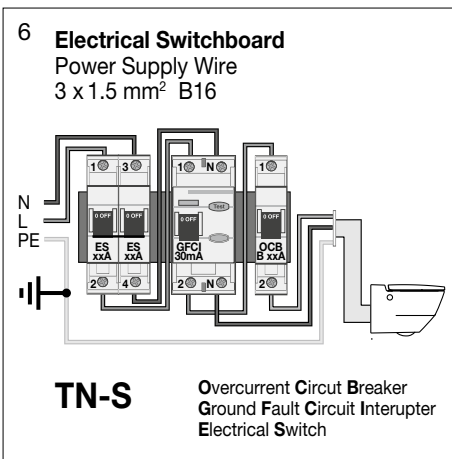 6
Electrical Switchboard
Power Supply Wire
3 x 1.5 mm² B16
1 3 1 N 1
N
L
PE
Test
0 OFF 0 OFF 0 OFF 0 OFF
ES ES GFCI OCB
xxA xxA 30mA B xxA
2 4 2 N 2
TN-S
Overcurrent Circut Breaker
Ground Fault Circuit Interupter
Electrical Switch